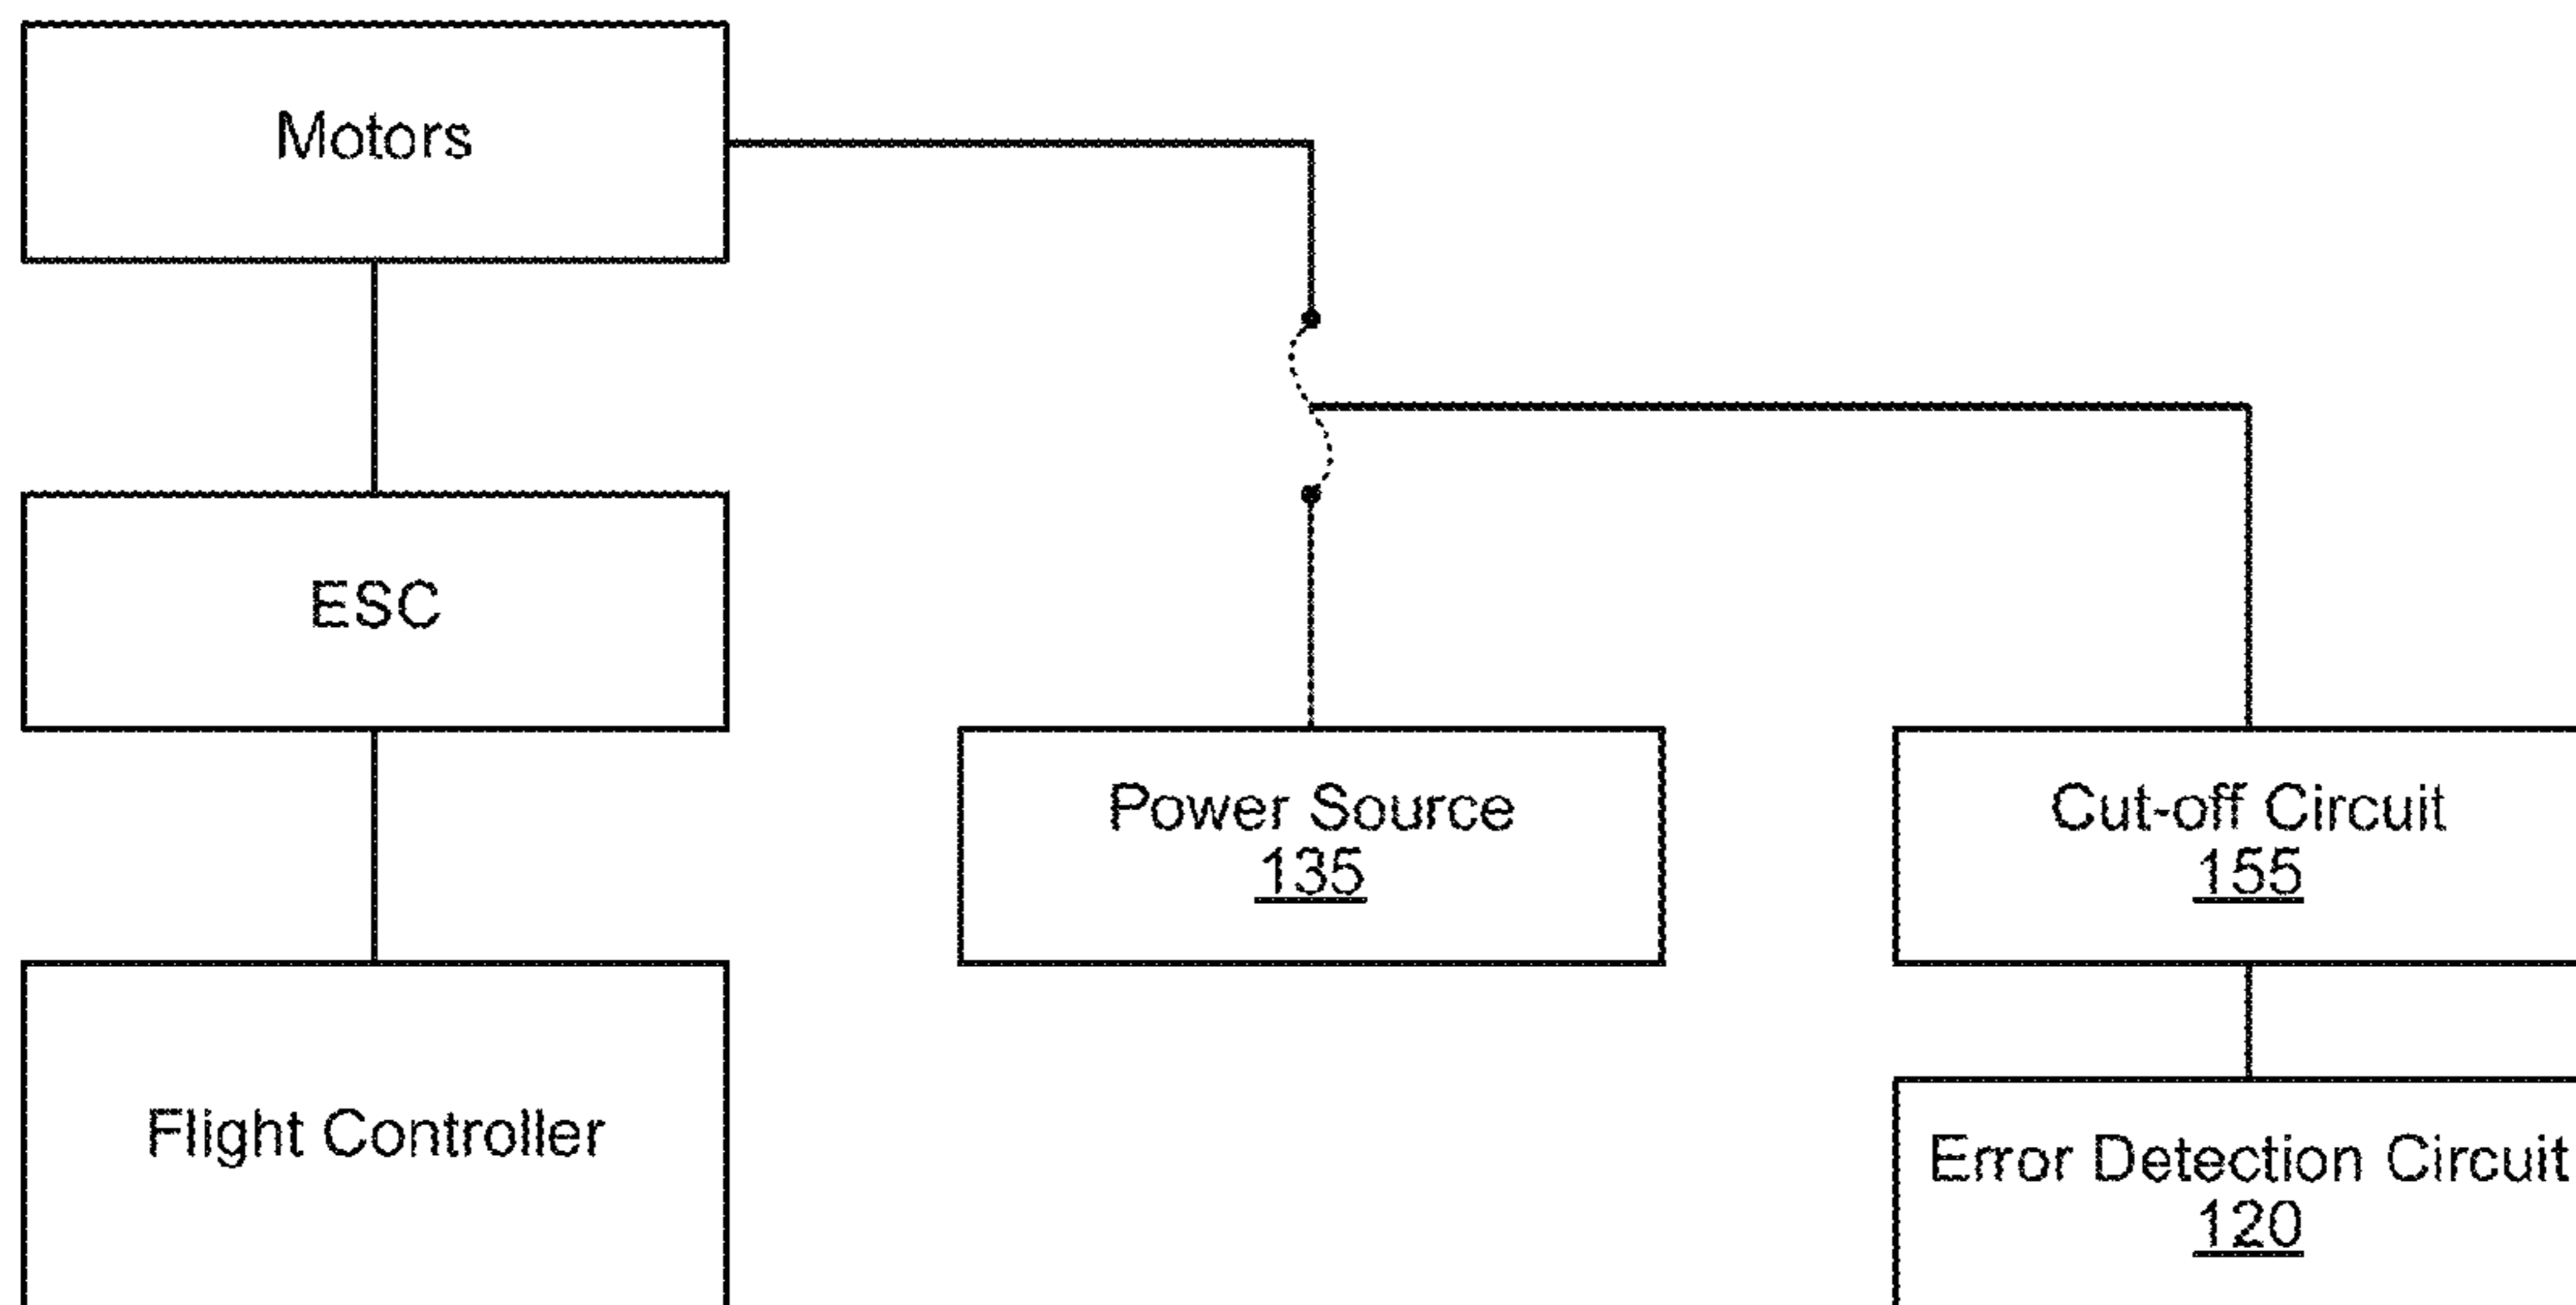 Motors
ESC
Power Source
135
Cut-off Circuit
155
Flight Controller
Error Detection Circuit
120